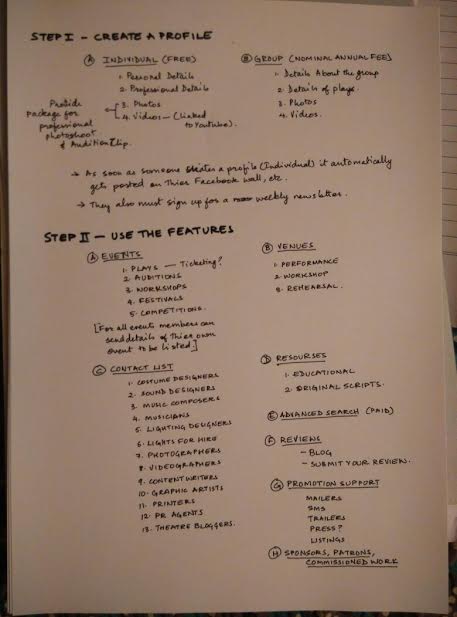 STEP I - CREATE A PROFILE
(A) INDIVIDUAL (FREE)
1. Personal Details
2. Professional Details
3. Photos
4. Videos - (linked
to Youtube).
Provide
Package for
professional
photoshoot
& Audition Clip.
(B) GROUP (NOMINAL ANNUAL FEE)
1. Details About the group
2. Details of plays.
3. Photos
4. Videos.
→ As soon as someone creates a profile (Individual) it automatically
gets posted on Thier Facebook wall, etc.
→ They also must sign up for a weekly newsletter.
STEP II - USE THE FEATURES
(A) EVENTS
1. PLAYS — Ticketing?
2. AUDITIONS
3. WORKSHOPS
4. FESTIVALS
5. COMPETITIONS.
[For all events members can
send details of Thier own
event to be listed.]
(B) VENUES
1. PERFORMANCE
2. WORKSHOP
3. REHEARSAL.
(C) CONTACT LIST
1. COSTUME DESIGNERS
2. SOUND DESIGNERS
3. MUSIC COMPOSERS
4. MUSICIANS
5. LIGHTING DESIGNERS
6. LIGHTS FOR HIRE
7. PHOTOGRAPHERS
8. VIDEOGRAPHERS
9. CONTENT WRITERS
10. GRAPHIC ARTISTS
11. PRINTERS
12. PR AGENTS
13. THEATRE BLOGGERS.
(D) RESOURSES
1. EDUCATIONAL
2. ORIGINAL SCRIPTS.
(E) ADVANCED SEARCH (PAID)
(F) REVIEWS
- BLOG
- SUBMIT YOUR REVIEW.
(G) PROMOTION SUPPORT
MAILERS
SMS
TRAILERS
PRESS?
LISTINGS
(H) SPONSORS, PATRONS,
COMMISSIONED WORK